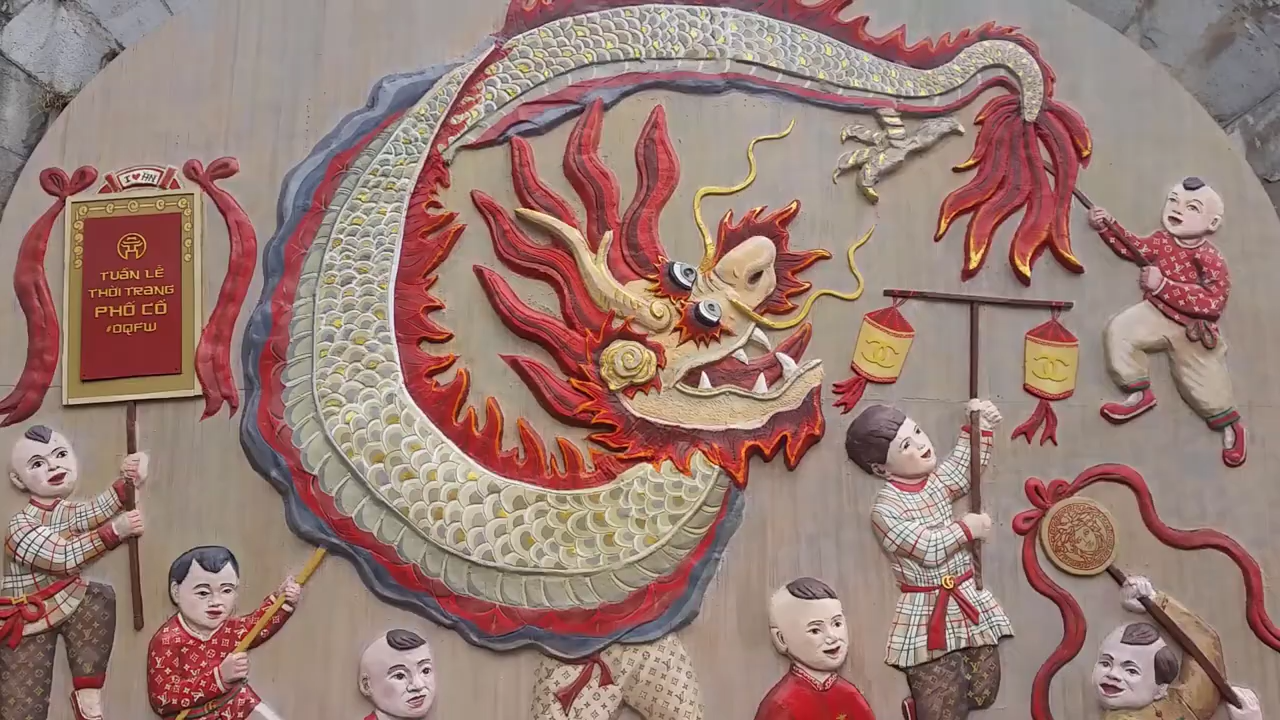 I ❤ HN
TUẦN LỄ
THỜI TRANG
PHỐ CỔ
#OQFW